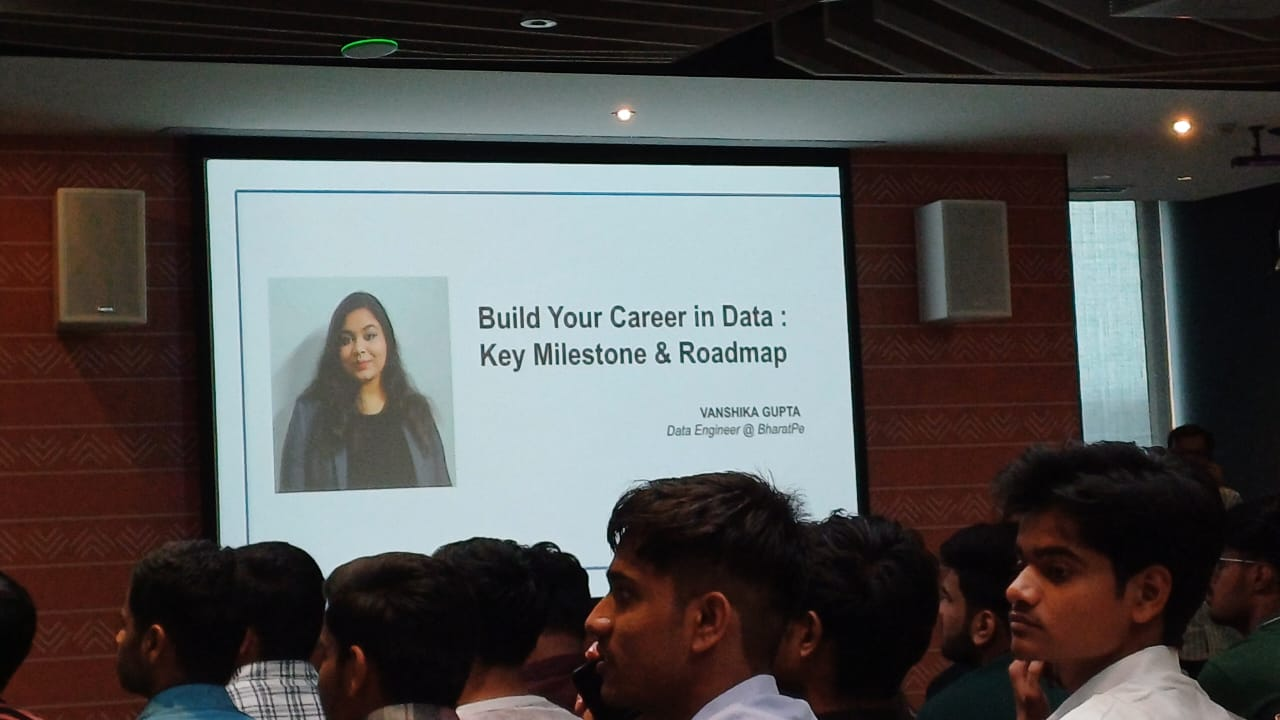 Build Your Career in Data :
Key Milestone & Roadmap
VANSHIKA GUPTA
Data Engineer @ BharatPe